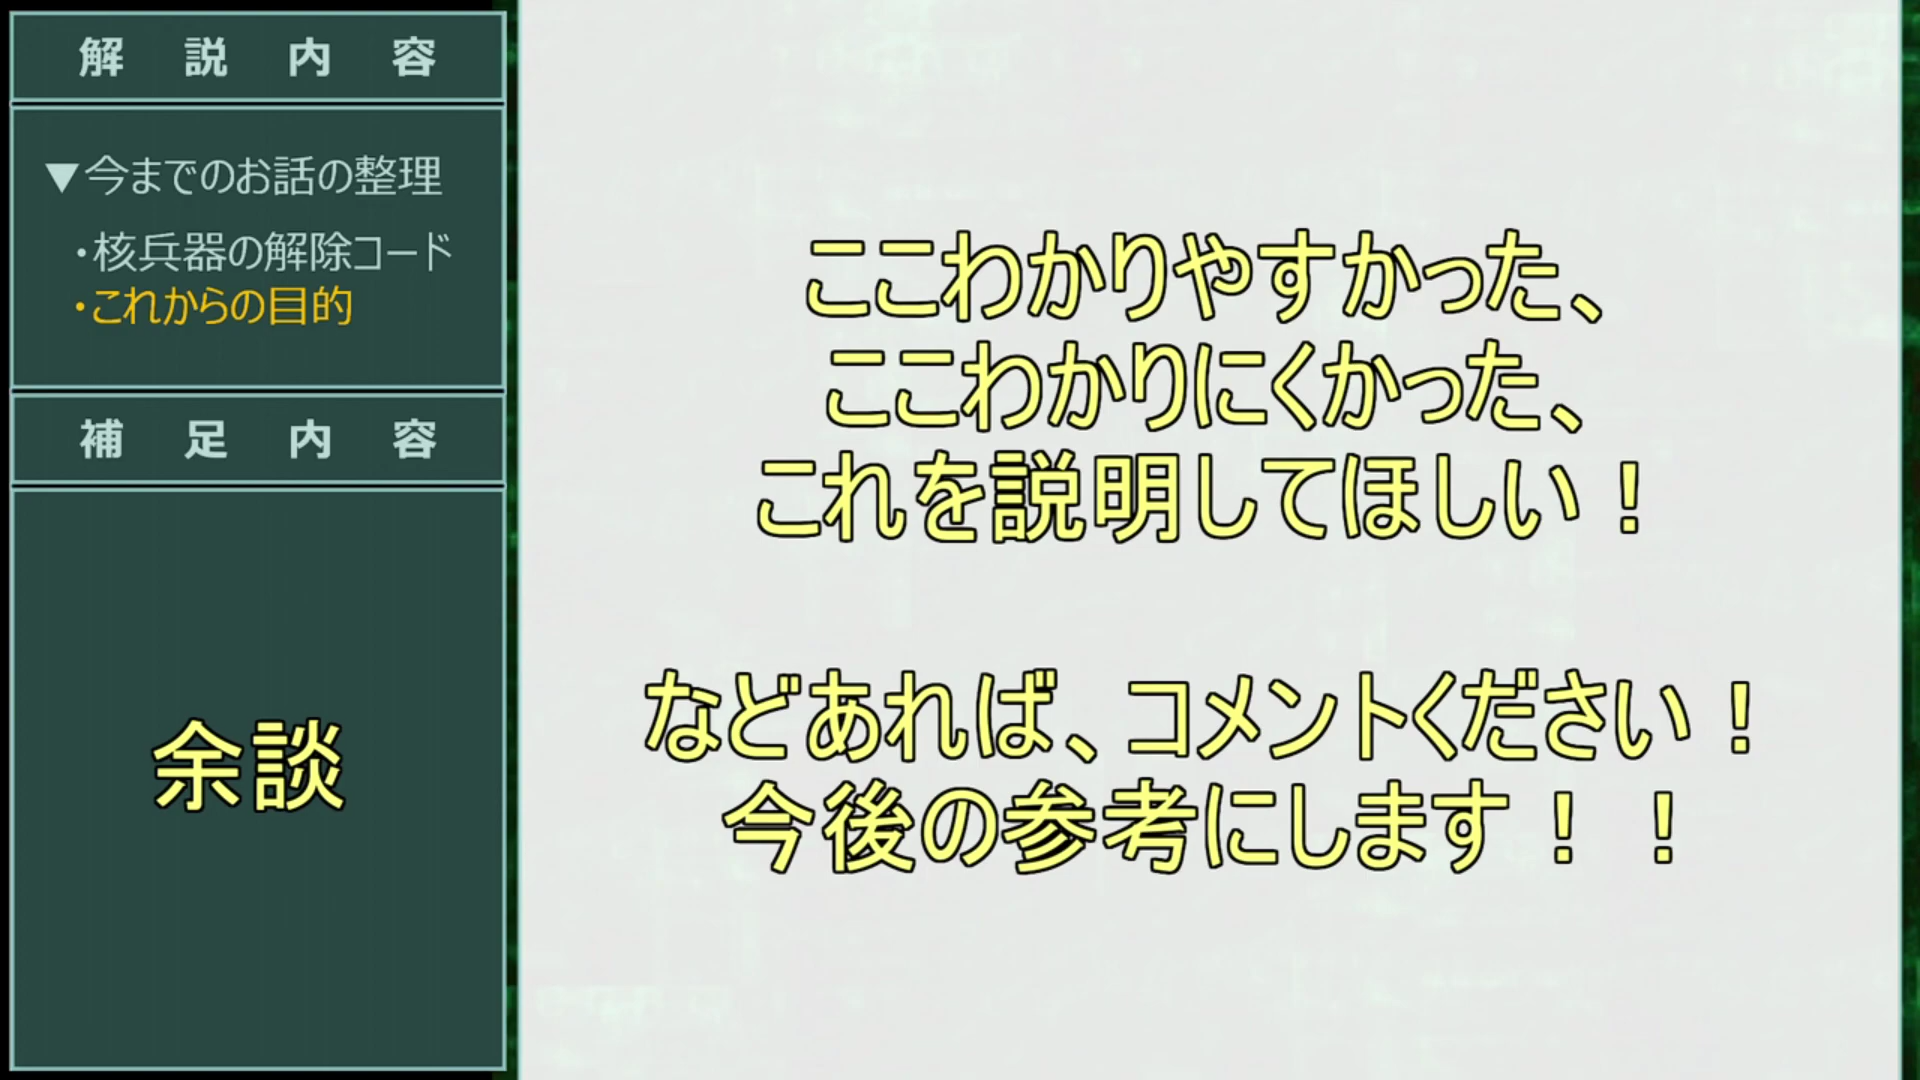 解説内容
▼今までのお話の整理
・核兵器の解除コード
・これからの目的
補足内容
余談
ここわかりやすかった、
ここわかりにくかった、
これを説明してほしい！
などあれば、コメントください！
今後の参考にします！！